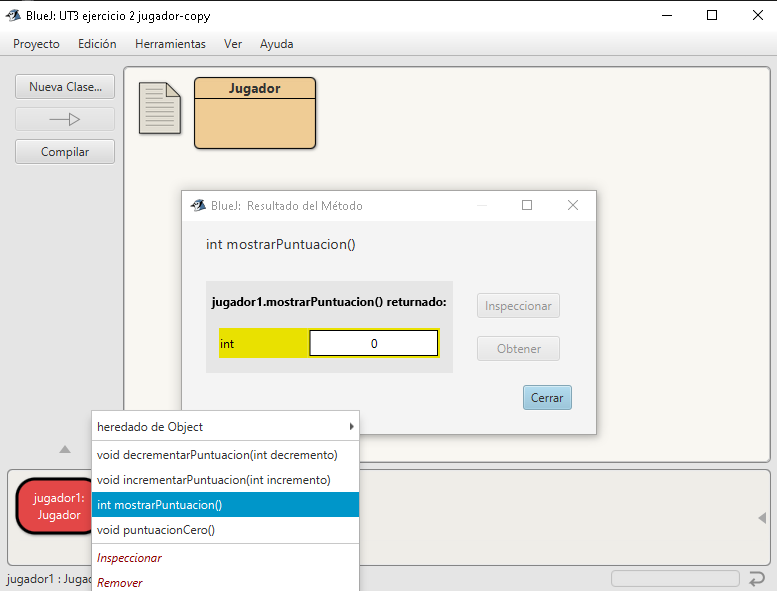 BlueJ: UT3 ejercicio 2 jugador-copy
Proyecto Edición Herramientas Ver Ayuda
Nueva Clase...
Compilar
Jugador
BlueJ: Resultado del Método
int mostrarPuntuacion()
jugador1.mostrarPuntuacion() returnado:
int 0
Inspeccionar
Obtener
Cerrar
heredado de Object
void decrementarPuntuacion(int decremento)
void incrementarPuntuacion(int incremento)
int mostrarPuntuacion()
void puntuacionCero()
Inspeccionar
Remover
jugador1:
Jugador
jugador1 : Jugad